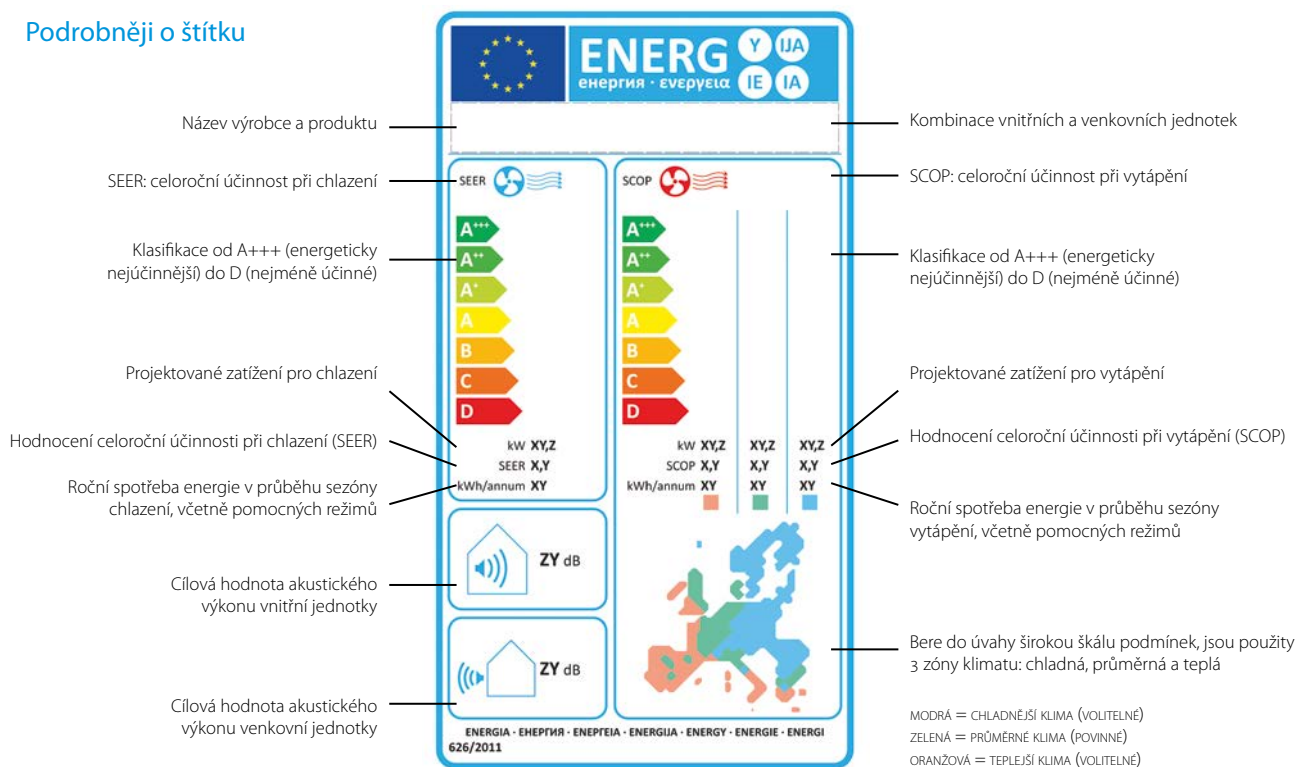 Podrobněji o štítku
ENERG
енергия · ενεργεια
Y IJA
IE IA
Název výrobce a produktu
Kombinace vnitřních a venkovních jednotek
SEER: celoroční účinnost při chlazení
SEER
SCOP
SCOP: celoroční účinnost při vytápění
Klasifikace od A+++ (energeticky
nejúčinnější) do D (nejméně účinné)
A+++
A++
A+
A
B
C
D
A+++
A++
A+
A
B
C
D
Klasifikace od A+++ (energeticky
nejúčinnější) do D (nejméně účinné)
Projektované zatížení pro chlazení
Hodnocení celoroční účinnosti při chlazení (SEER)
Roční spotřeba energie v průběhu sezóny
chlazení, včetně pomocných režimů
kW XY,Z
SEER X,Y
kWh/annum XY
kW XY,Z XY,Z XY,Z
SCOP X,Y X,Y X,Y
kWh/annum XY XY XY
Projektované zatížení pro vytápění
Hodnocení celoroční účinnosti při vytápění (SCOP)
Roční spotřeba energie v průběhu sezóny
vytápění, včetně pomocných režimů
ZY dB
Cílová hodnota akustického
výkonu vnitřní jednotky
ZY dB
Cílová hodnota akustického
výkonu venkovní jednotky
Bere do úvahy širokou škálu podmínek, jsou použity
3 zóny klimatu: chladná, průměrná a teplá
MODRÁ = CHLADNĚJŠÍ KLIMA (VOLITELNÉ)
ZELENÁ = PRŮMĚRNÉ KLIMA (POVINNÉ)
ORANŽOVÁ = TEPLEJŠÍ KLIMA (VOLITELNÉ)
ENERGIA · ЕНЕРГИЯ · ΕΝΕΡΓΕΙΑ · ENERGIJA · ENERGY · ENERGIE · ENERGI
626/2011